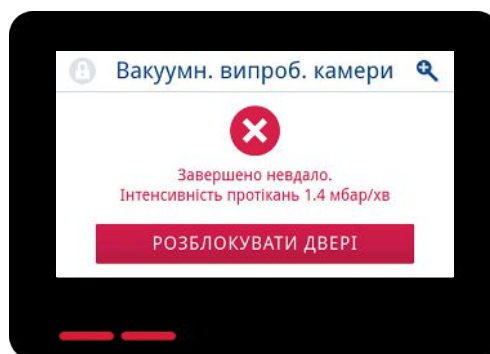 Вакуумн. випроб. камери
Завершено невдало.
Інтенсивність протікань 1.4 мбар/хв
РОЗБЛОКУВАТИ ДВЕРІ